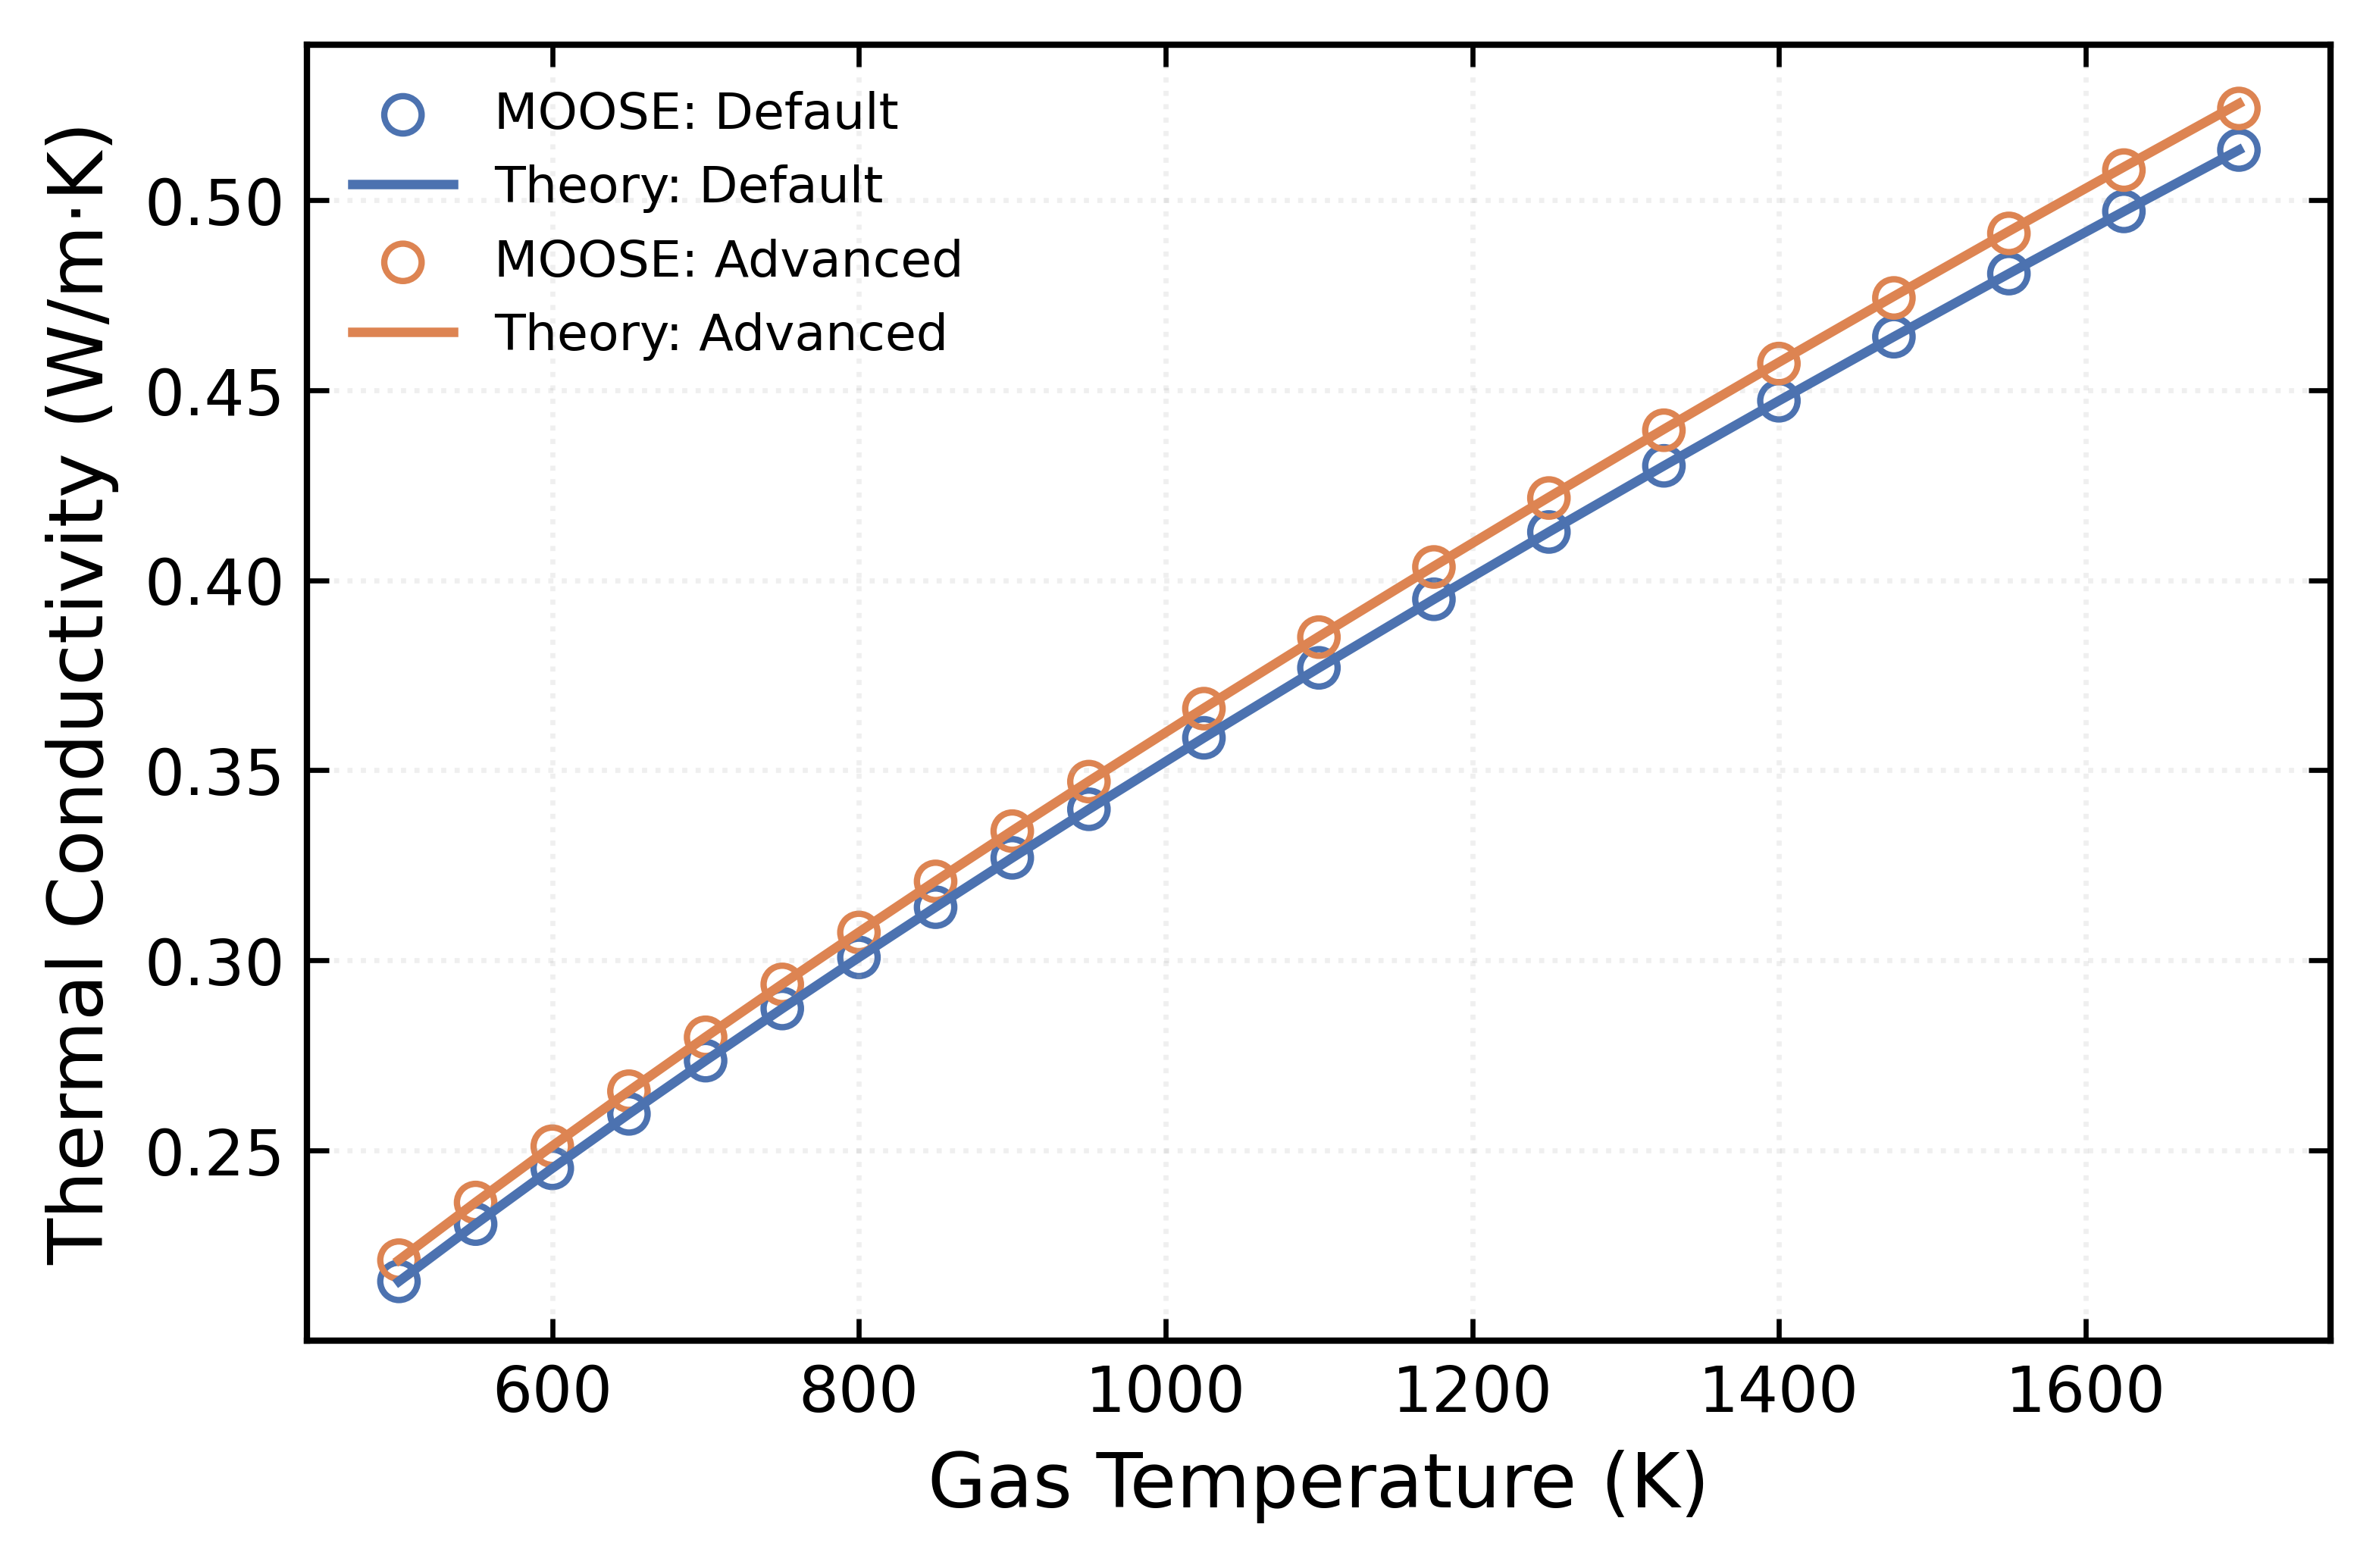 MOOSE: Default
Theory: Default
MOOSE: Advanced
Theory: Advanced
Thermal Conductivity (W/m·K)
0.50
0.45
0.40
0.35
0.30
0.25
600 800 1000 1200 1400 1600
Gas Temperature (K)